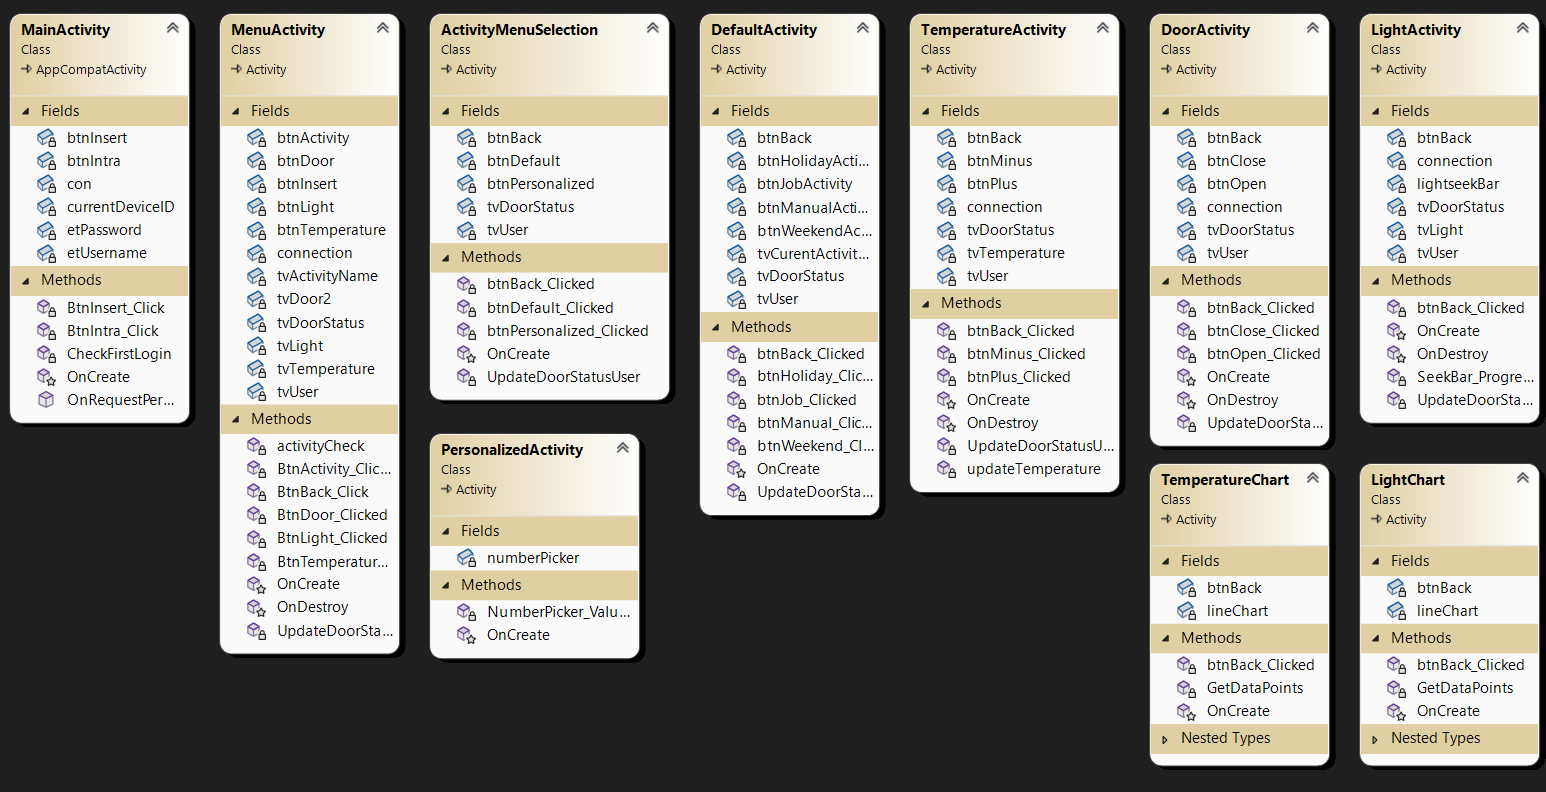 MainActivity
Class
AppCompatActivity
Fields
btnInsert
btnIntra
con
currentDeviceID
etPassword
etUsername
Methods
BtnInsert_Click
BtnIntra_Click
CheckFirstLogin
OnCreate
OnRequestPer...
MenuActivity
Class
Activity
Fields
btnActivity
btnDoor
btnInsert
btnLight
btnTemperature
connection
tvActivityName
tvDoor2
tvDoorStatus
tvLight
tvTemperature
tvUser
Methods
activityCheck
BtnActivity_Clic...
BtnBack_Click
BtnDoor_Clicked
BtnLight_Clicked
BtnTemperatur...
OnCreate
OnDestroy
UpdateDoorSta...
ActivityMenuSelection
Class
Activity
Fields
btnBack
btnDefault
btnPersonalized
tvDoorStatus
tvUser
Methods
btnBack_Clicked
btnDefault_Clicked
btnPersonalized_Clicked
OnCreate
UpdateDoorStatusUser
PersonalizedActivity
Class
Activity
Fields
numberPicker
Methods
NumberPicker_Valu...
OnCreate
DefaultActivity
Class
Activity
Fields
btnBack
btnHolidayActi...
btnJobActivity
btnManualActi...
btnWeekendAc...
tvCurentActivit...
tvDoorStatus
tvUser
Methods
btnBack_Clicked
btnHoliday_Clic...
btnJob_Clicked
btnManual_Clic...
btnWeekend_Cl...
OnCreate
UpdateDoorSta...
TemperatureActivity
Class
Activity
Fields
btnBack
btnMinus
btnPlus
connection
tvDoorStatus
tvTemperature
tvUser
Methods
btnBack_Clicked
btnMinus_Clicked
btnPlus_Clicked
OnCreate
OnDestroy
UpdateDoorStatusU...
updateTemperature
DoorActivity
Class
Activity
Fields
btnBack
btnClose
btnOpen
connection
tvDoorStatus
tvUser
Methods
btnBack_Clicked
btnClose_Clicked
btnOpen_Clicked
OnCreate
OnDestroy
UpdateDoorSta...
TemperatureChart
Class
Activity
Fields
btnBack
lineChart
Methods
btnBack_Clicked
GetDataPoints
OnCreate
Nested Types
LightActivity
Class
Activity
Fields
btnBack
connection
lightseekBar
tvDoorStatus
tvLight
tvUser
Methods
btnBack_Clicked
OnCreate
OnDestroy
SeekBar_Progre...
UpdateDoorSta...
LightChart
Class
Activity
Fields
btnBack
lineChart
Methods
btnBack_Clicked
GetDataPoints
OnCreate
Nested Types